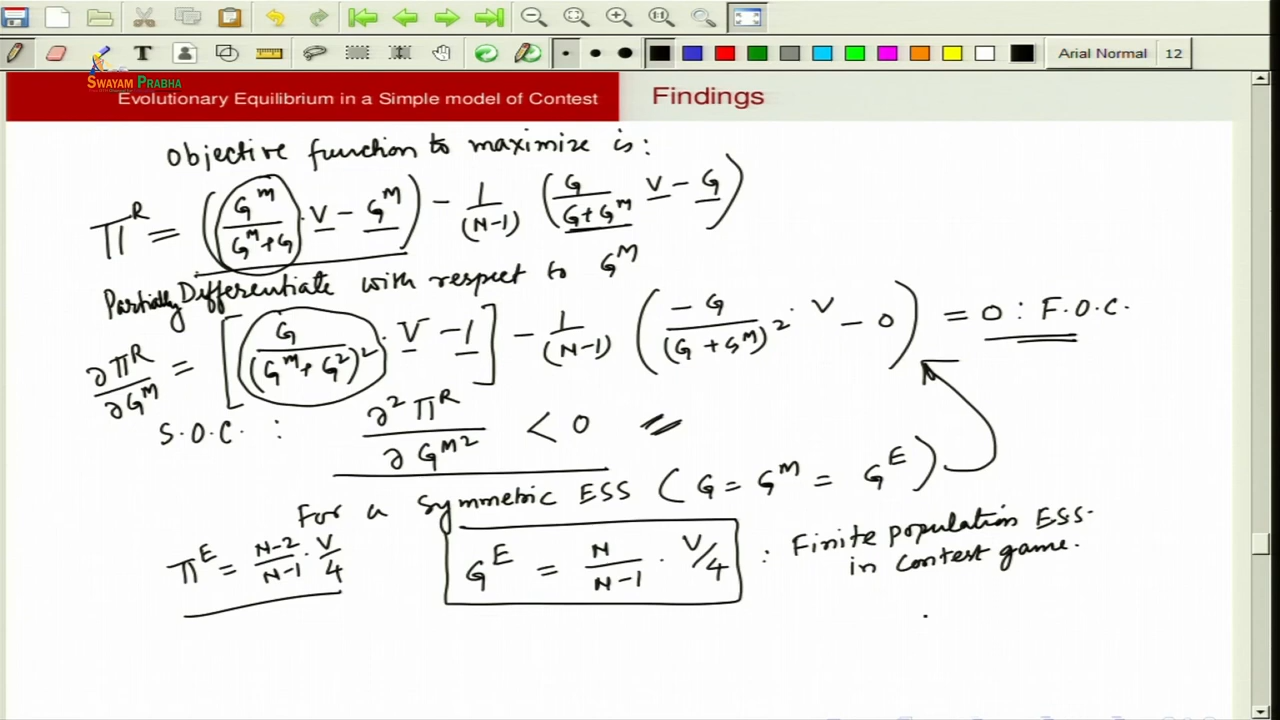 Arial Normal 12
SWAYAM PRABHA
Evolutionary Equilibrium in a Simple model of Contest
Findings
Objective function to maximize is:
Π^R = (G^M/(G^M+G) · V − G^M) − 1/(N-1) (G/(G+G^M) V − G)
Partially Differentiate with respect to G^M
∂Π^R/∂G^M = [G/(G^M + G^2)^2 · V − 1] − 1/(N-1) (−G/(G + G^M)^2 · V − 0) = 0 : F.O.C.
S.O.C. : ∂^2 Π^R/∂G^M2 < 0
For a symmetric ESS (G = G^M = G^E)
Π^E = N-2/N-1 · V/4
G^E = N/N-1 · V/4 : Finite population ESS-
in contest game.